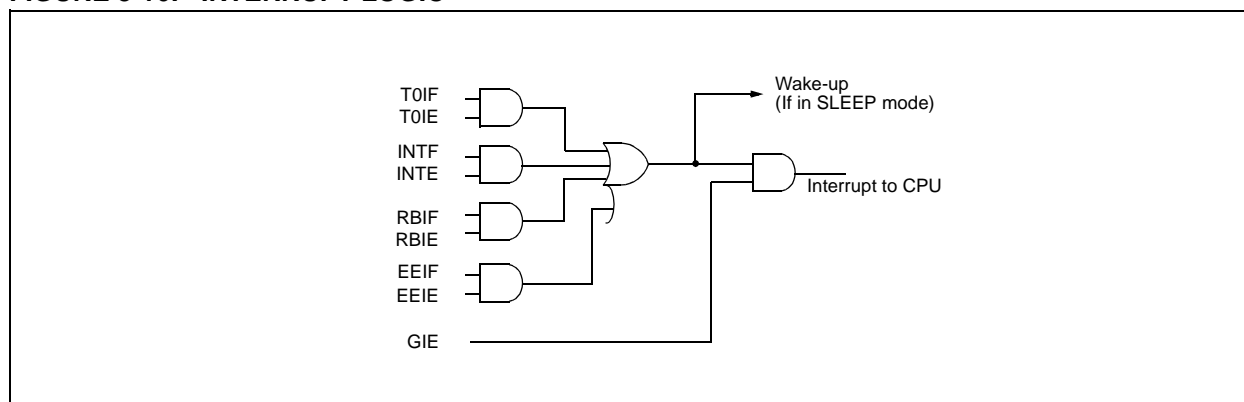 Wake-up
(If in SLEEP mode)
T0IF
T0IE
INTF
INTE
Interrupt to CPU
RBIF
RBIE
EEIF
EEIE
GIE